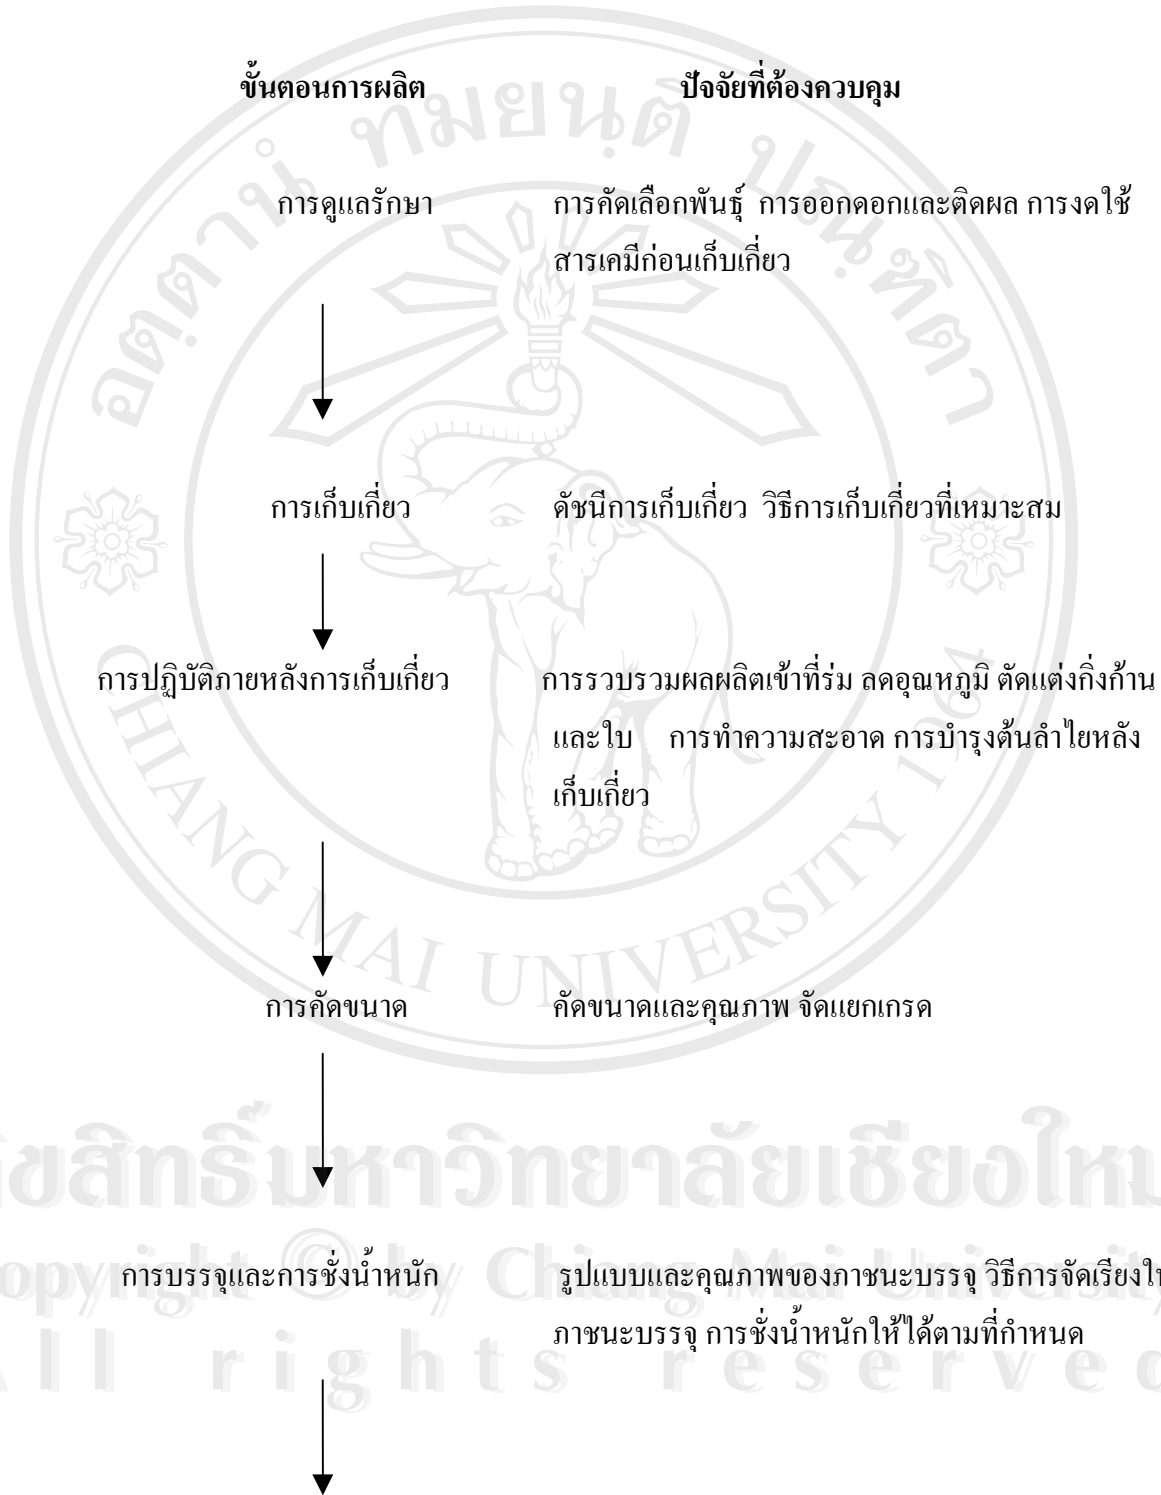 ขั้นตอนการผลิต ปัจจัยที่ต้องควบคุม
การดูแลรักษา การคัดเลือกพันธุ์ การออกดอกและติดผล การงดใช้
สารเคมีก่อนเก็บเกี่ยว
การเก็บเกี่ยว ดัชนีการเก็บเกี่ยว วิธีการเก็บเกี่ยวที่เหมาะสม
การปฏิบัติภายหลังการเก็บเกี่ยว การรวบรวมผลผลิตเข้าที่ร่ม ลดอุณหภูมิ ตัดแต่งกิ่งก้าน
และใบ การทำความสะอาด การบำรุงต้นลำไยหลัง
เก็บเกี่ยว
การคัดขนาด คัดขนาดและคุณภาพ จัดแยกเกรด
การบรรจุและการชั่งน้ำหนัก รูปแบบและคุณภาพของภาชนะบรรจุ วิธีการจัดเรียงใน
ภาชนะบรรจุ การชั่งน้ำหนักให้ได้ตามที่กำหนด
อตฺตานํ ทมยนฺติ ปณฺฑิตา
CHIANG MAI UNIVERSITY 1964
ขสิทธิ์มหาวิทยาลัยเชียงให
opyright © by Chiang Mai University
All rights reserved